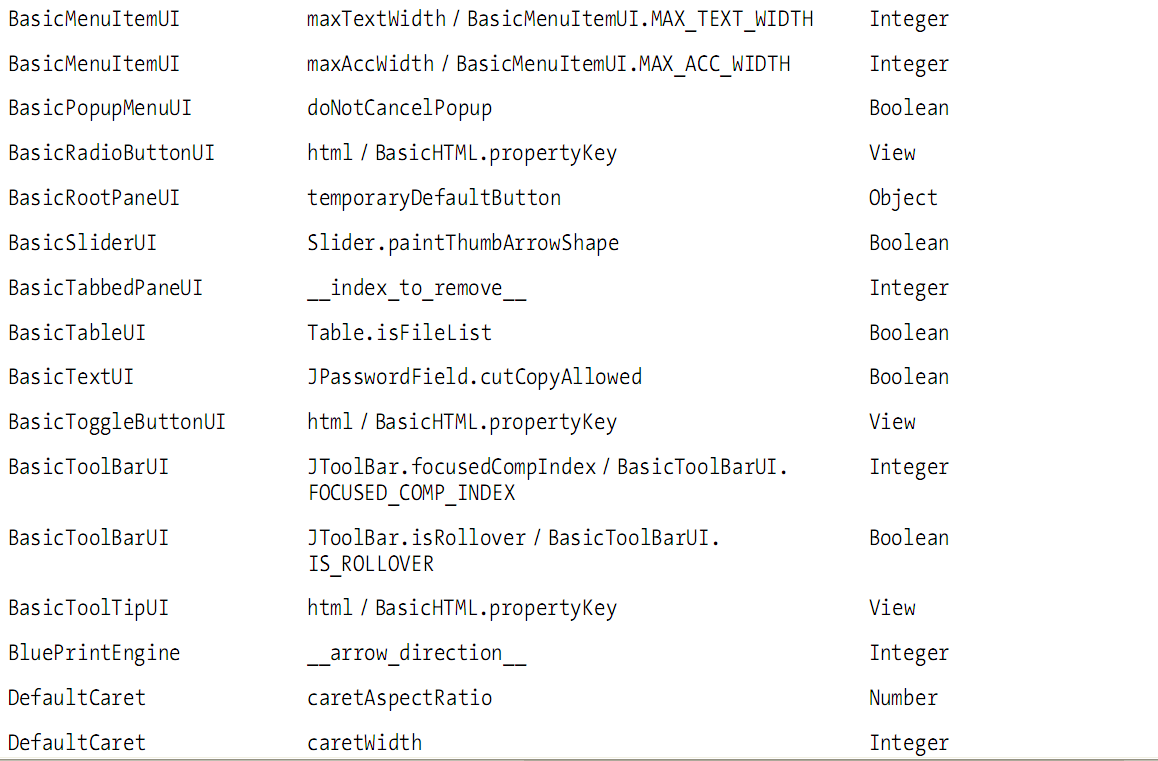 BasicMenuItemUI maxTextWidth / BasicMenuItemUI.MAX_TEXT_WIDTH Integer
BasicMenuItemUI maxAccWidth / BasicMenuItemUI.MAX_ACC_WIDTH Integer
BasicPopupMenuUI doNotCancelPopup Boolean
BasicRadioButtonUI html / BasicHTML.propertyKey View
BasicRootPaneUI temporaryDefaultButton Object
BasicSliderUI Slider.paintThumbArrowShape Boolean
BasicTabbedPaneUI __index_to_remove__ Integer
BasicTableUI Table.isFileList Boolean
BasicTextUI JPasswordField.cutCopyAllowed Boolean
BasicToggleButtonUI html / BasicHTML.propertyKey View
BasicToolBarUI JToolBar.focusedCompIndex / BasicToolBarUI. Integer
FOCUSED_COMP_INDEX
BasicToolBarUI JToolBar.isRollover / BasicToolBarUI. Boolean
IS_ROLLOVER
BasicToolTipUI html / BasicHTML.propertyKey View
BluePrintEngine __arrow_direction__ Integer
DefaultCaret caretAspectRatio Number
DefaultCaret caretWidth Integer